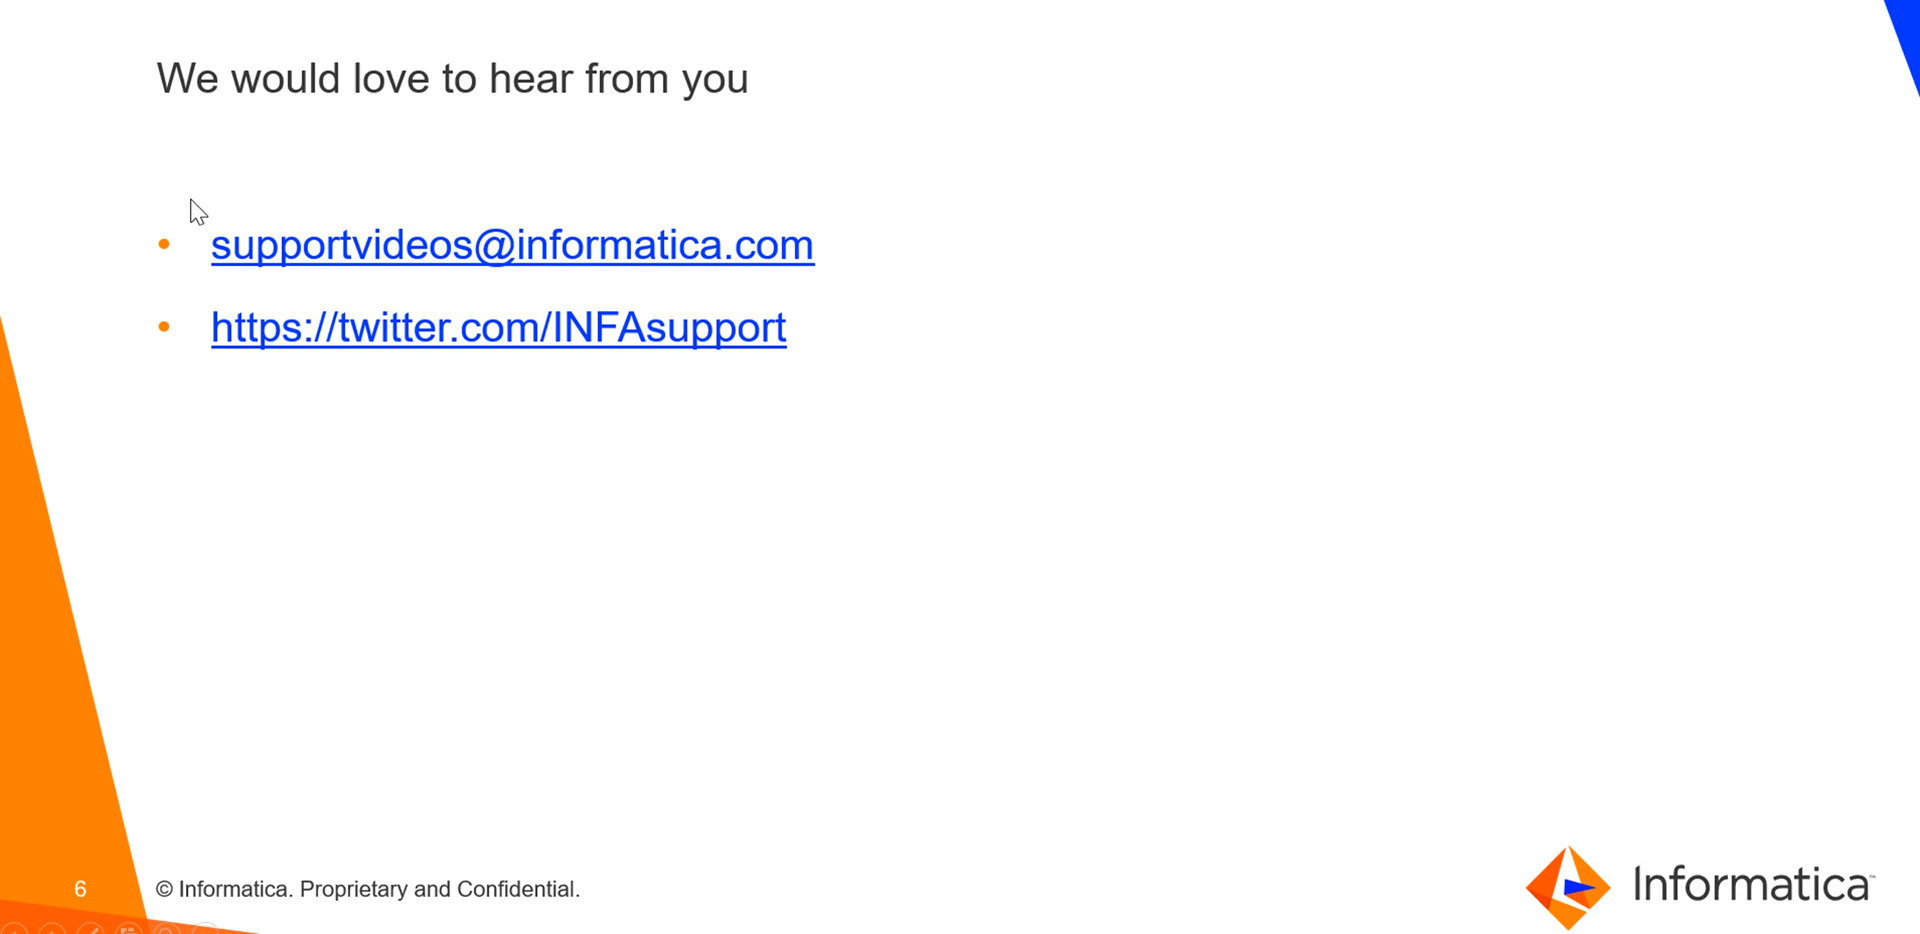 We would love to hear from you
• supportvideos@informatica.com
• https://twitter.com/INFAsupport
6
© Informatica. Proprietary and Confidential.
Informatica™